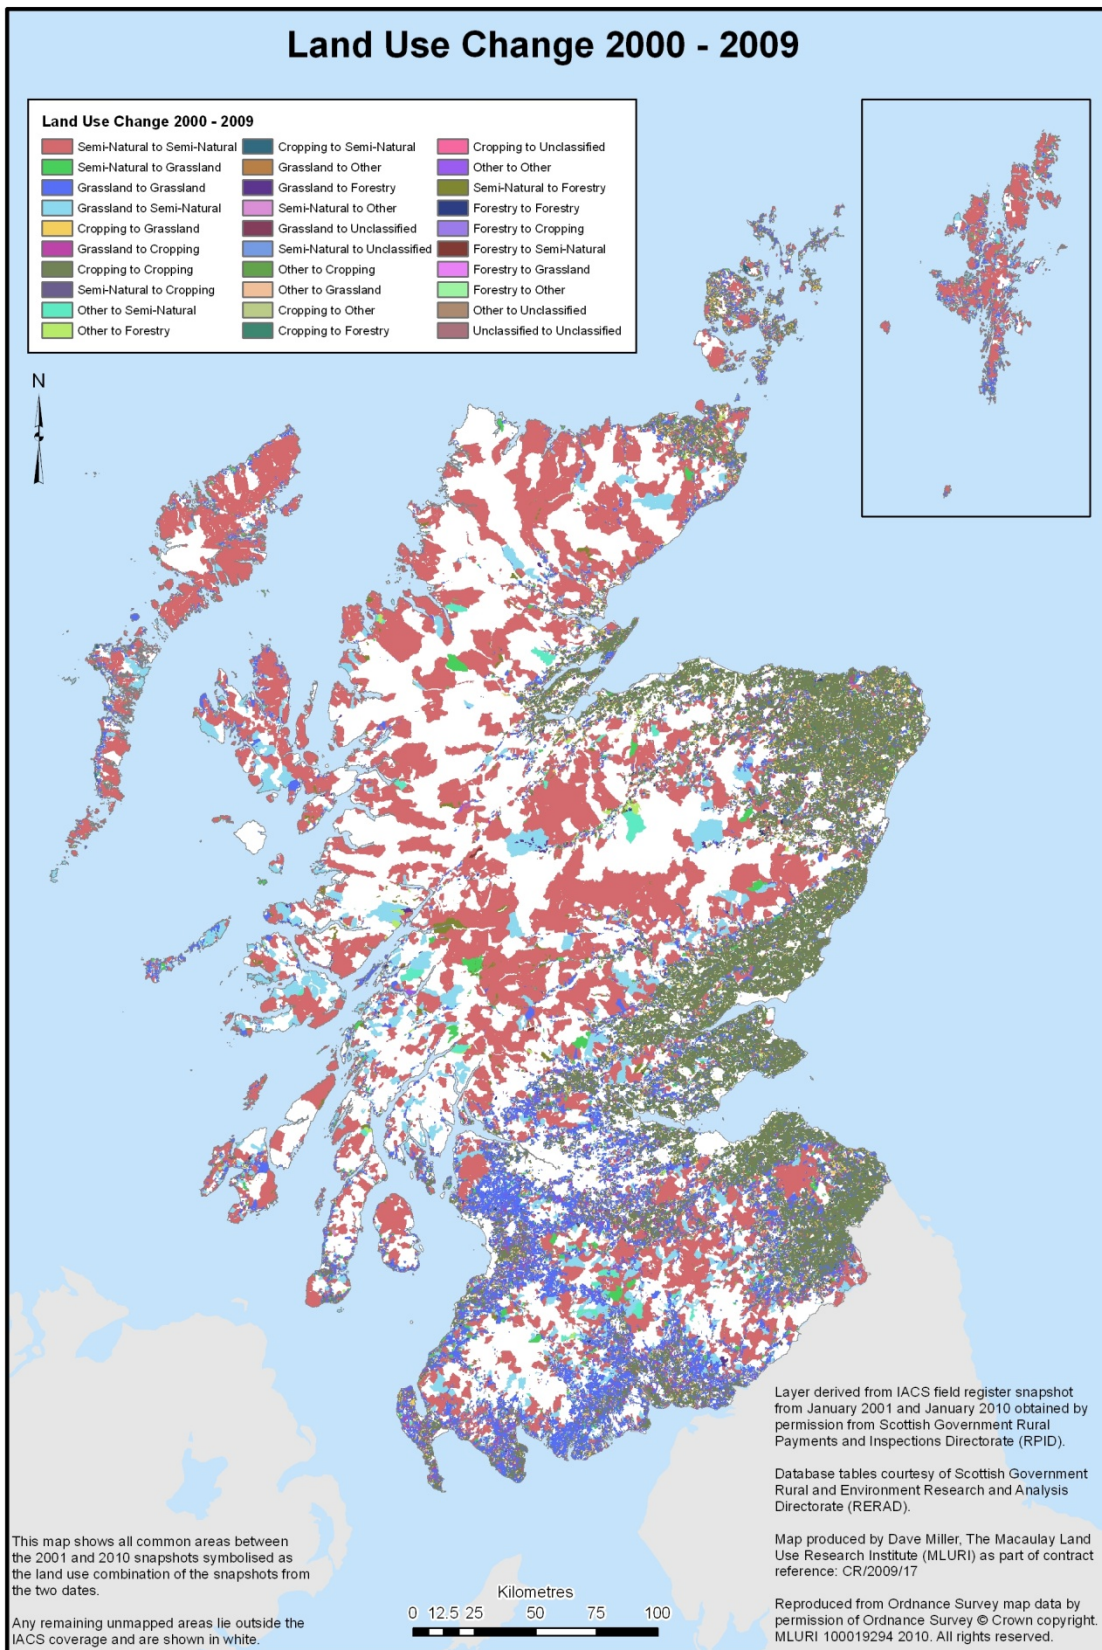 Land Use Change 2000 - 2009
Land Use Change 2000 - 2009
Semi-Natural to Semi-Natural
Semi-Natural to Grassland
Grassland to Grassland
Grassland to Semi-Natural
Cropping to Grassland
Grassland to Cropping
Cropping to Cropping
Semi-Natural to Cropping
Other to Semi-Natural
Other to Forestry
Cropping to Semi-Natural
Grassland to Other
Grassland to Forestry
Semi-Natural to Other
Grassland to Unclassified
Semi-Natural to Unclassified
Other to Cropping
Other to Grassland
Cropping to Other
Cropping to Forestry
Cropping to Unclassified
Other to Other
Semi-Natural to Forestry
Forestry to Forestry
Forestry to Cropping
Forestry to Semi-Natural
Forestry to Grassland
Forestry to Other
Other to Unclassified
Unclassified to Unclassified
N
Layer derived from IACS field register snapshot
from January 2001 and January 2010 obtained by
permission from Scottish Government Rural
Payments and Inspections Directorate (RPID).
Database tables courtesy of Scottish Government
Rural and Environment Research and Analysis
Directorate (RERAD).
Map produced by Dave Miller, The Macaulay Land
Use Research Institute (MLURI) as part of contract
reference: CR/2009/17
Reproduced from Ordnance Survey map data by
permission of Ordnance Survey © Crown copyright.
MLURI 100019294 2010. All rights reserved.
This map shows all common areas between
the 2001 and 2010 snapshots symbolised as
the land use combination of the snapshots from
the two dates.
Any remaining unmapped areas lie outside the
IACS coverage and are shown in white.
Kilometres
0 12.5 25 50 75 100